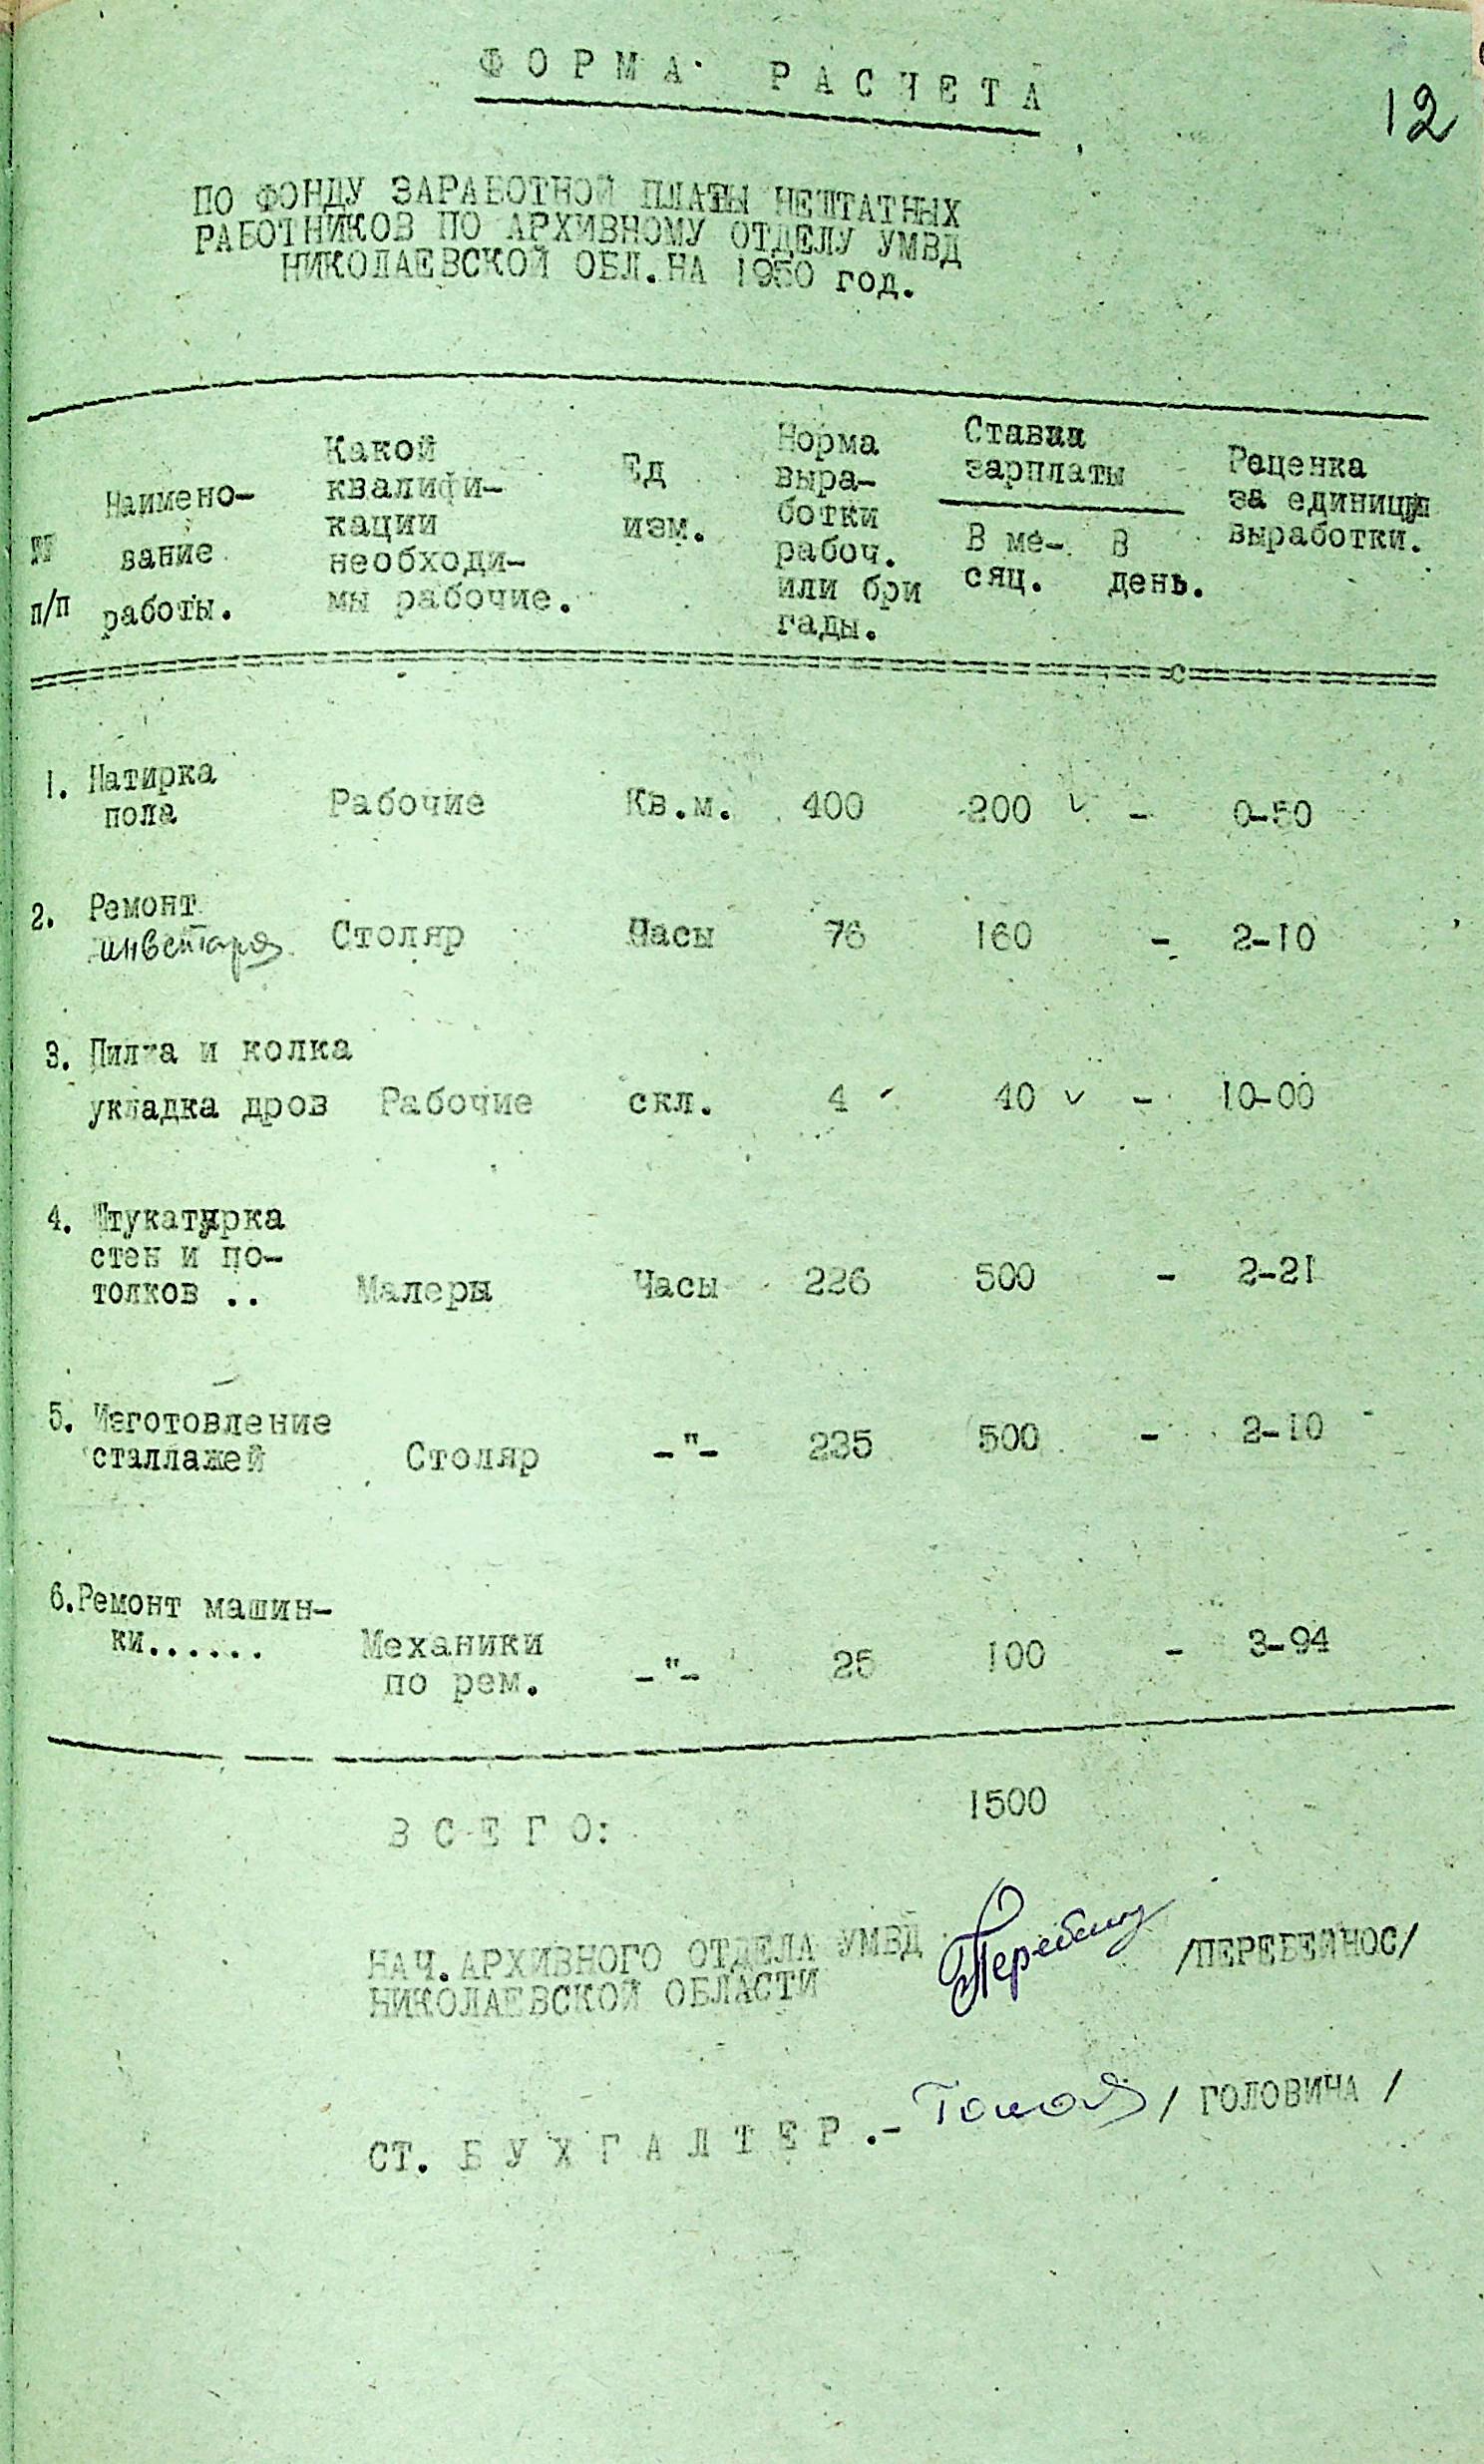 ФОРМА РАСЧЕТА
12
ПО ФОНДУ ЗАРАБОТНОЙ ПЛАТЫ НЕШТАТНЫХ
РАБОТНИКОВ ПО АРХИВНОМУ ОТДЕЛУ УМВД
НИКОЛАЕВСКОЙ ОБЛ. НА 1950 год.
№ п/п
Наимено-
вание
работы.
Какой
квалифи-
кации
необходи-
мы рабочие.
Ед
изм.
Норма
выра-
ботки
рабоч.
или бри
гады.
Ставки
зарплаты
В ме- В
сяц. день.
Раценка
за единицу
выработки.
1. Натирка
пола Рабочие Кв.м. 400 200 - 0-50
2. Ремонт
инвентаря Столяр Часы 76 160 - 2-10
3. Пилка и колка
укладка дров Рабочие скл. 4 40 - 10-00
4. Штукатурка
стен и по-
толков .. Малеры Часы 226 500 - 2-21
5. Изготовление
сталлажей Столяр -"- 235 500 - 2-10
6.Ремонт машин-
ки...... Механики
по рем. -"- 25 100 - 3-94
ВСЕГО: 1500
НАЧ. АРХИВНОГО ОТДЕЛА УМВД
НИКОЛАЕВСКОЙ ОБЛАСТИ /ПЕРЕБЕЙНОС/
СТ. БУХГАЛТЕР.- / ГОЛОВИЧА /